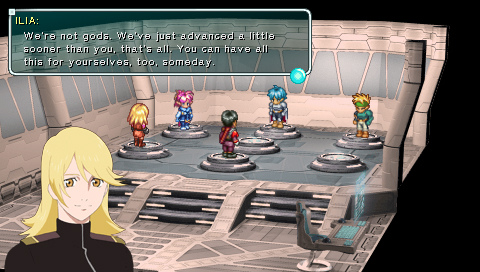 ILIA:
We're not gods. We've just advanced a little
sooner than you, that's all. You can have all
this for yourselves, too, someday.